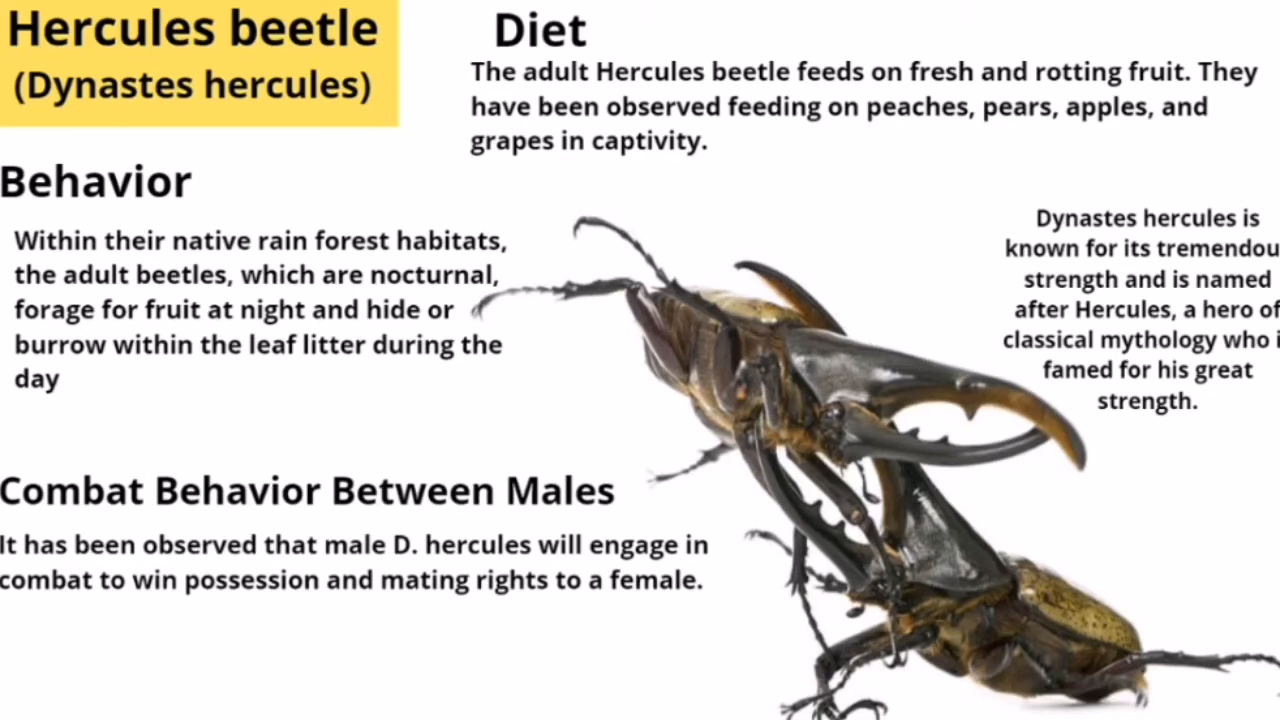 Hercules beetle
(Dynastes hercules)
Diet
The adult Hercules beetle feeds on fresh and rotting fruit. They
have been observed feeding on peaches, pears, apples, and
grapes in captivity.
Behavior
Within their native rain forest habitats,
the adult beetles, which are nocturnal,
forage for fruit at night and hide or
burrow within the leaf litter during the
day
Dynastes hercules is
known for its tremendou
strength and is named
after Hercules, a hero of
classical mythology who i
famed for his great
strength.
Combat Behavior Between Males
It has been observed that male D. hercules will engage in
combat to win possession and mating rights to a female.